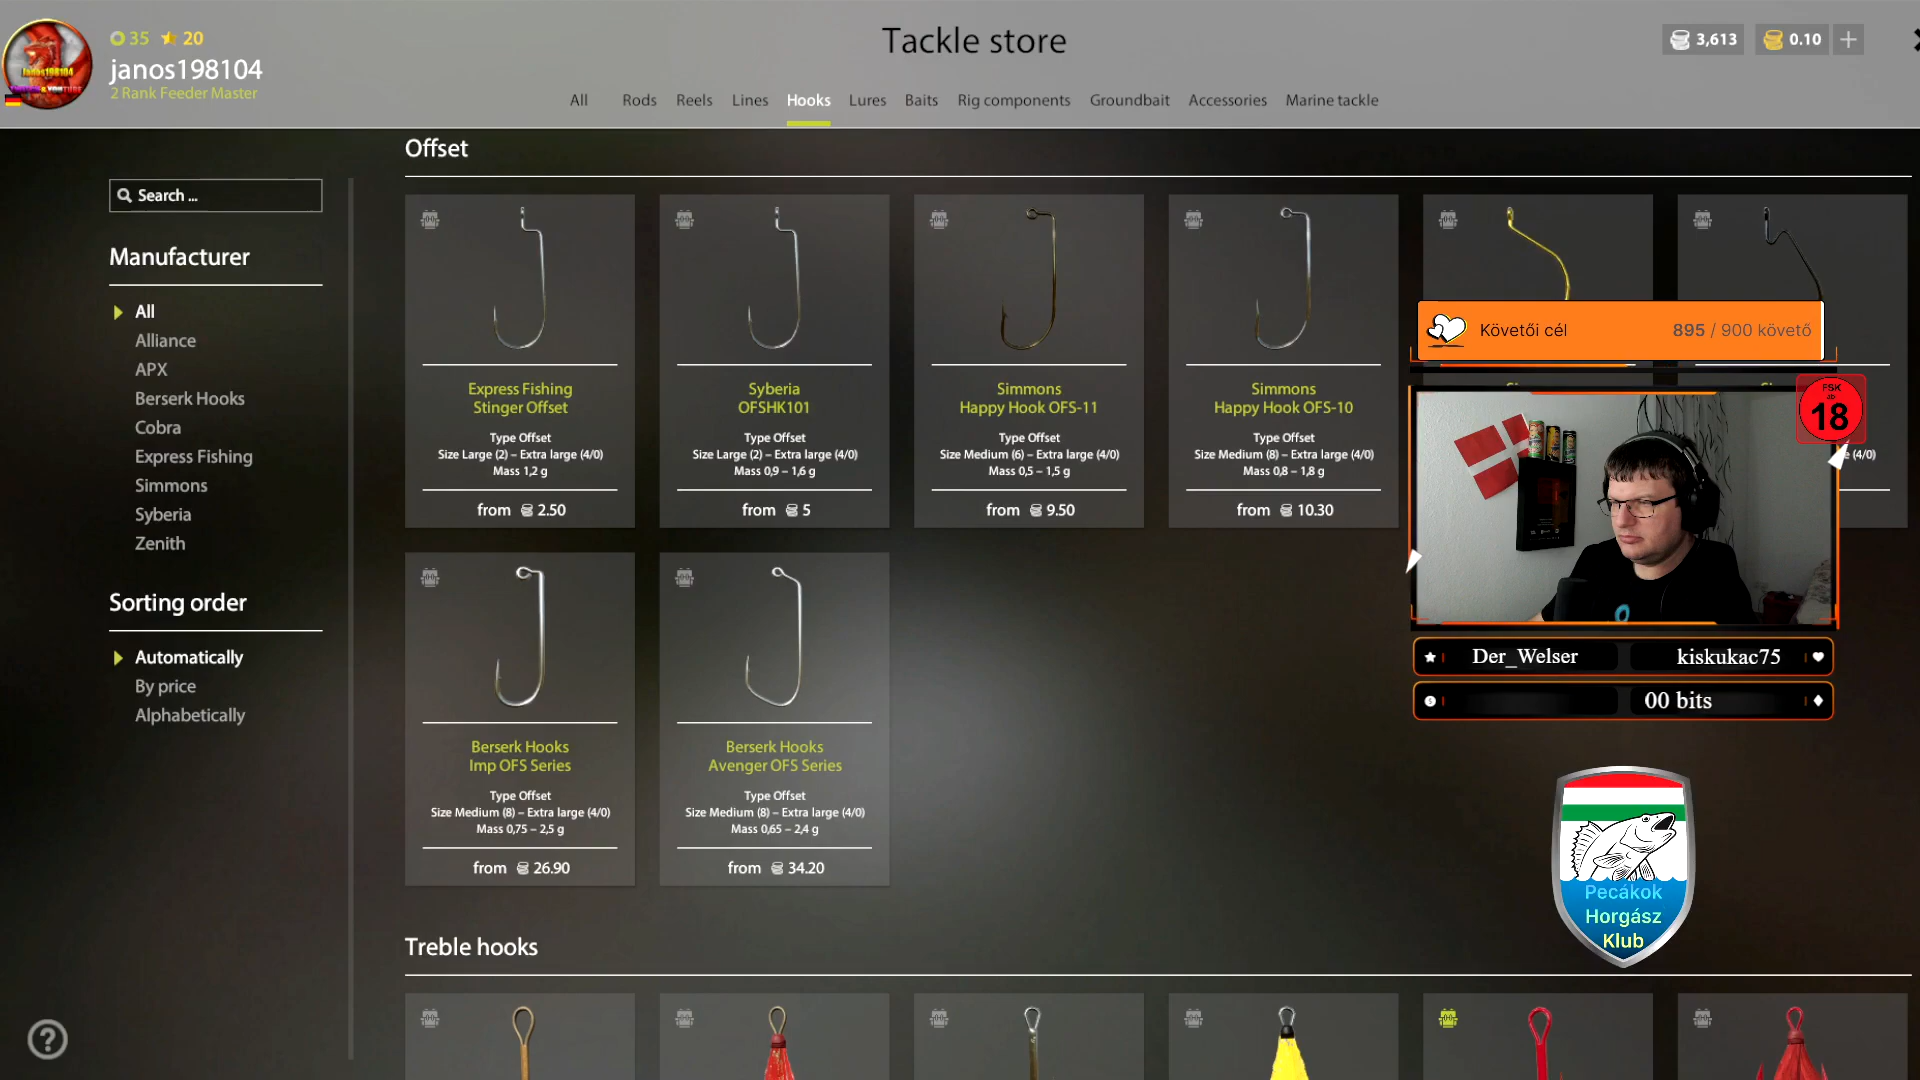 35 20
janos198104
2 Rank Feeder Master
Tackle store
3,613 0.10
All Rods Reels Lines Hooks Lures Baits Rig components Groundbait Accessories Marine tackle
Search ...
Manufacturer
All
Alliance
APX
Berserk Hooks
Cobra
Express Fishing
Simmons
Syberia
Zenith
Sorting order
Automatically
By price
Alphabetically
Offset
Express Fishing
Stinger Offset
Type Offset
Size Large (2) – Extra large (4/0)
Mass 1,2 g
from 2.50
Syberia
OFSHK101
Type Offset
Size Large (2) – Extra large (4/0)
Mass 0,9 – 1,6 g
from 5
Simmons
Happy Hook OFS-11
Type Offset
Size Medium (6) – Extra large (4/0)
Mass 0,5 – 1,5 g
from 9.50
Simmons
Happy Hook OFS-10
Type Offset
Size Medium (8) – Extra large (4/0)
Mass 0,8 – 1,8 g
from 10.30
(4/0)
Berserk Hooks
Imp OFS Series
Type Offset
Size Medium (8) – Extra large (4/0)
Mass 0,75 – 2,5 g
from 26.90
Berserk Hooks
Avenger OFS Series
Type Offset
Size Medium (8) – Extra large (4/0)
Mass 0,65 – 2,4 g
from 34.20
Treble hooks
Követői cél 895 / 900 követő
FSK
ab
18
Der_Welser kiskukac75
00 bits
Pecákok
Horgász
Klub
?